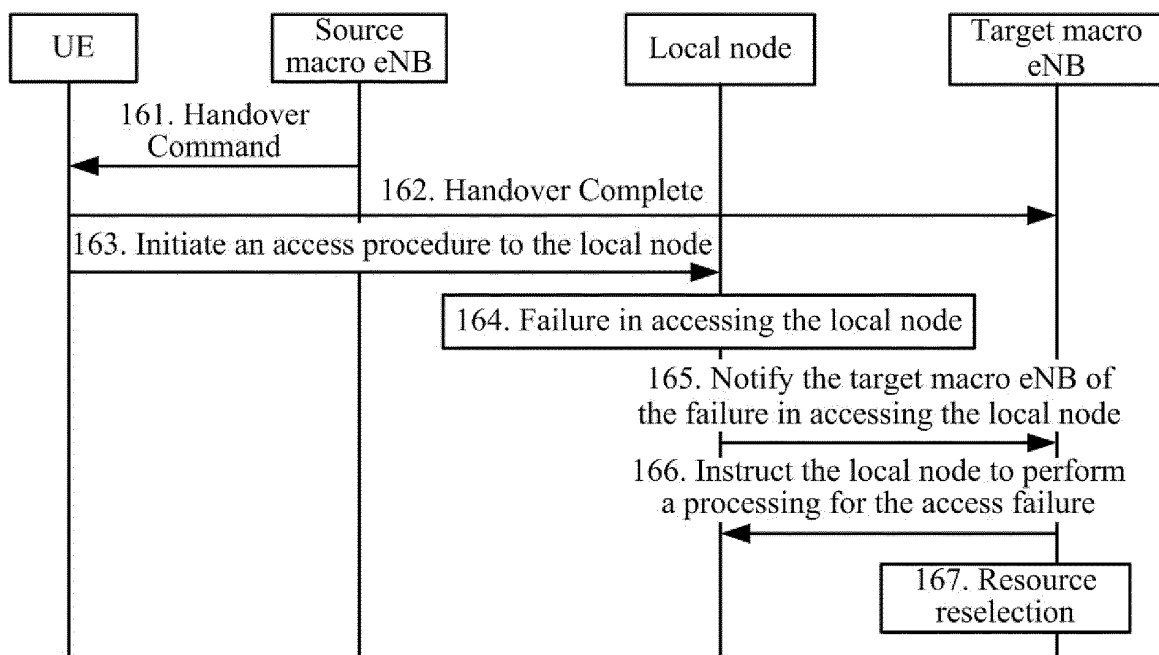 UE
Source
macro eNB
Local node
Target macro
eNB
161. Handover
Command
162. Handover Complete
163. Initiate an access procedure to the local node
164. Failure in accessing the local node
165. Notify the target macro eNB of
the failure in accessing the local node
166. Instruct the local node to perform
a processing for the access failure
167. Resource
reselection